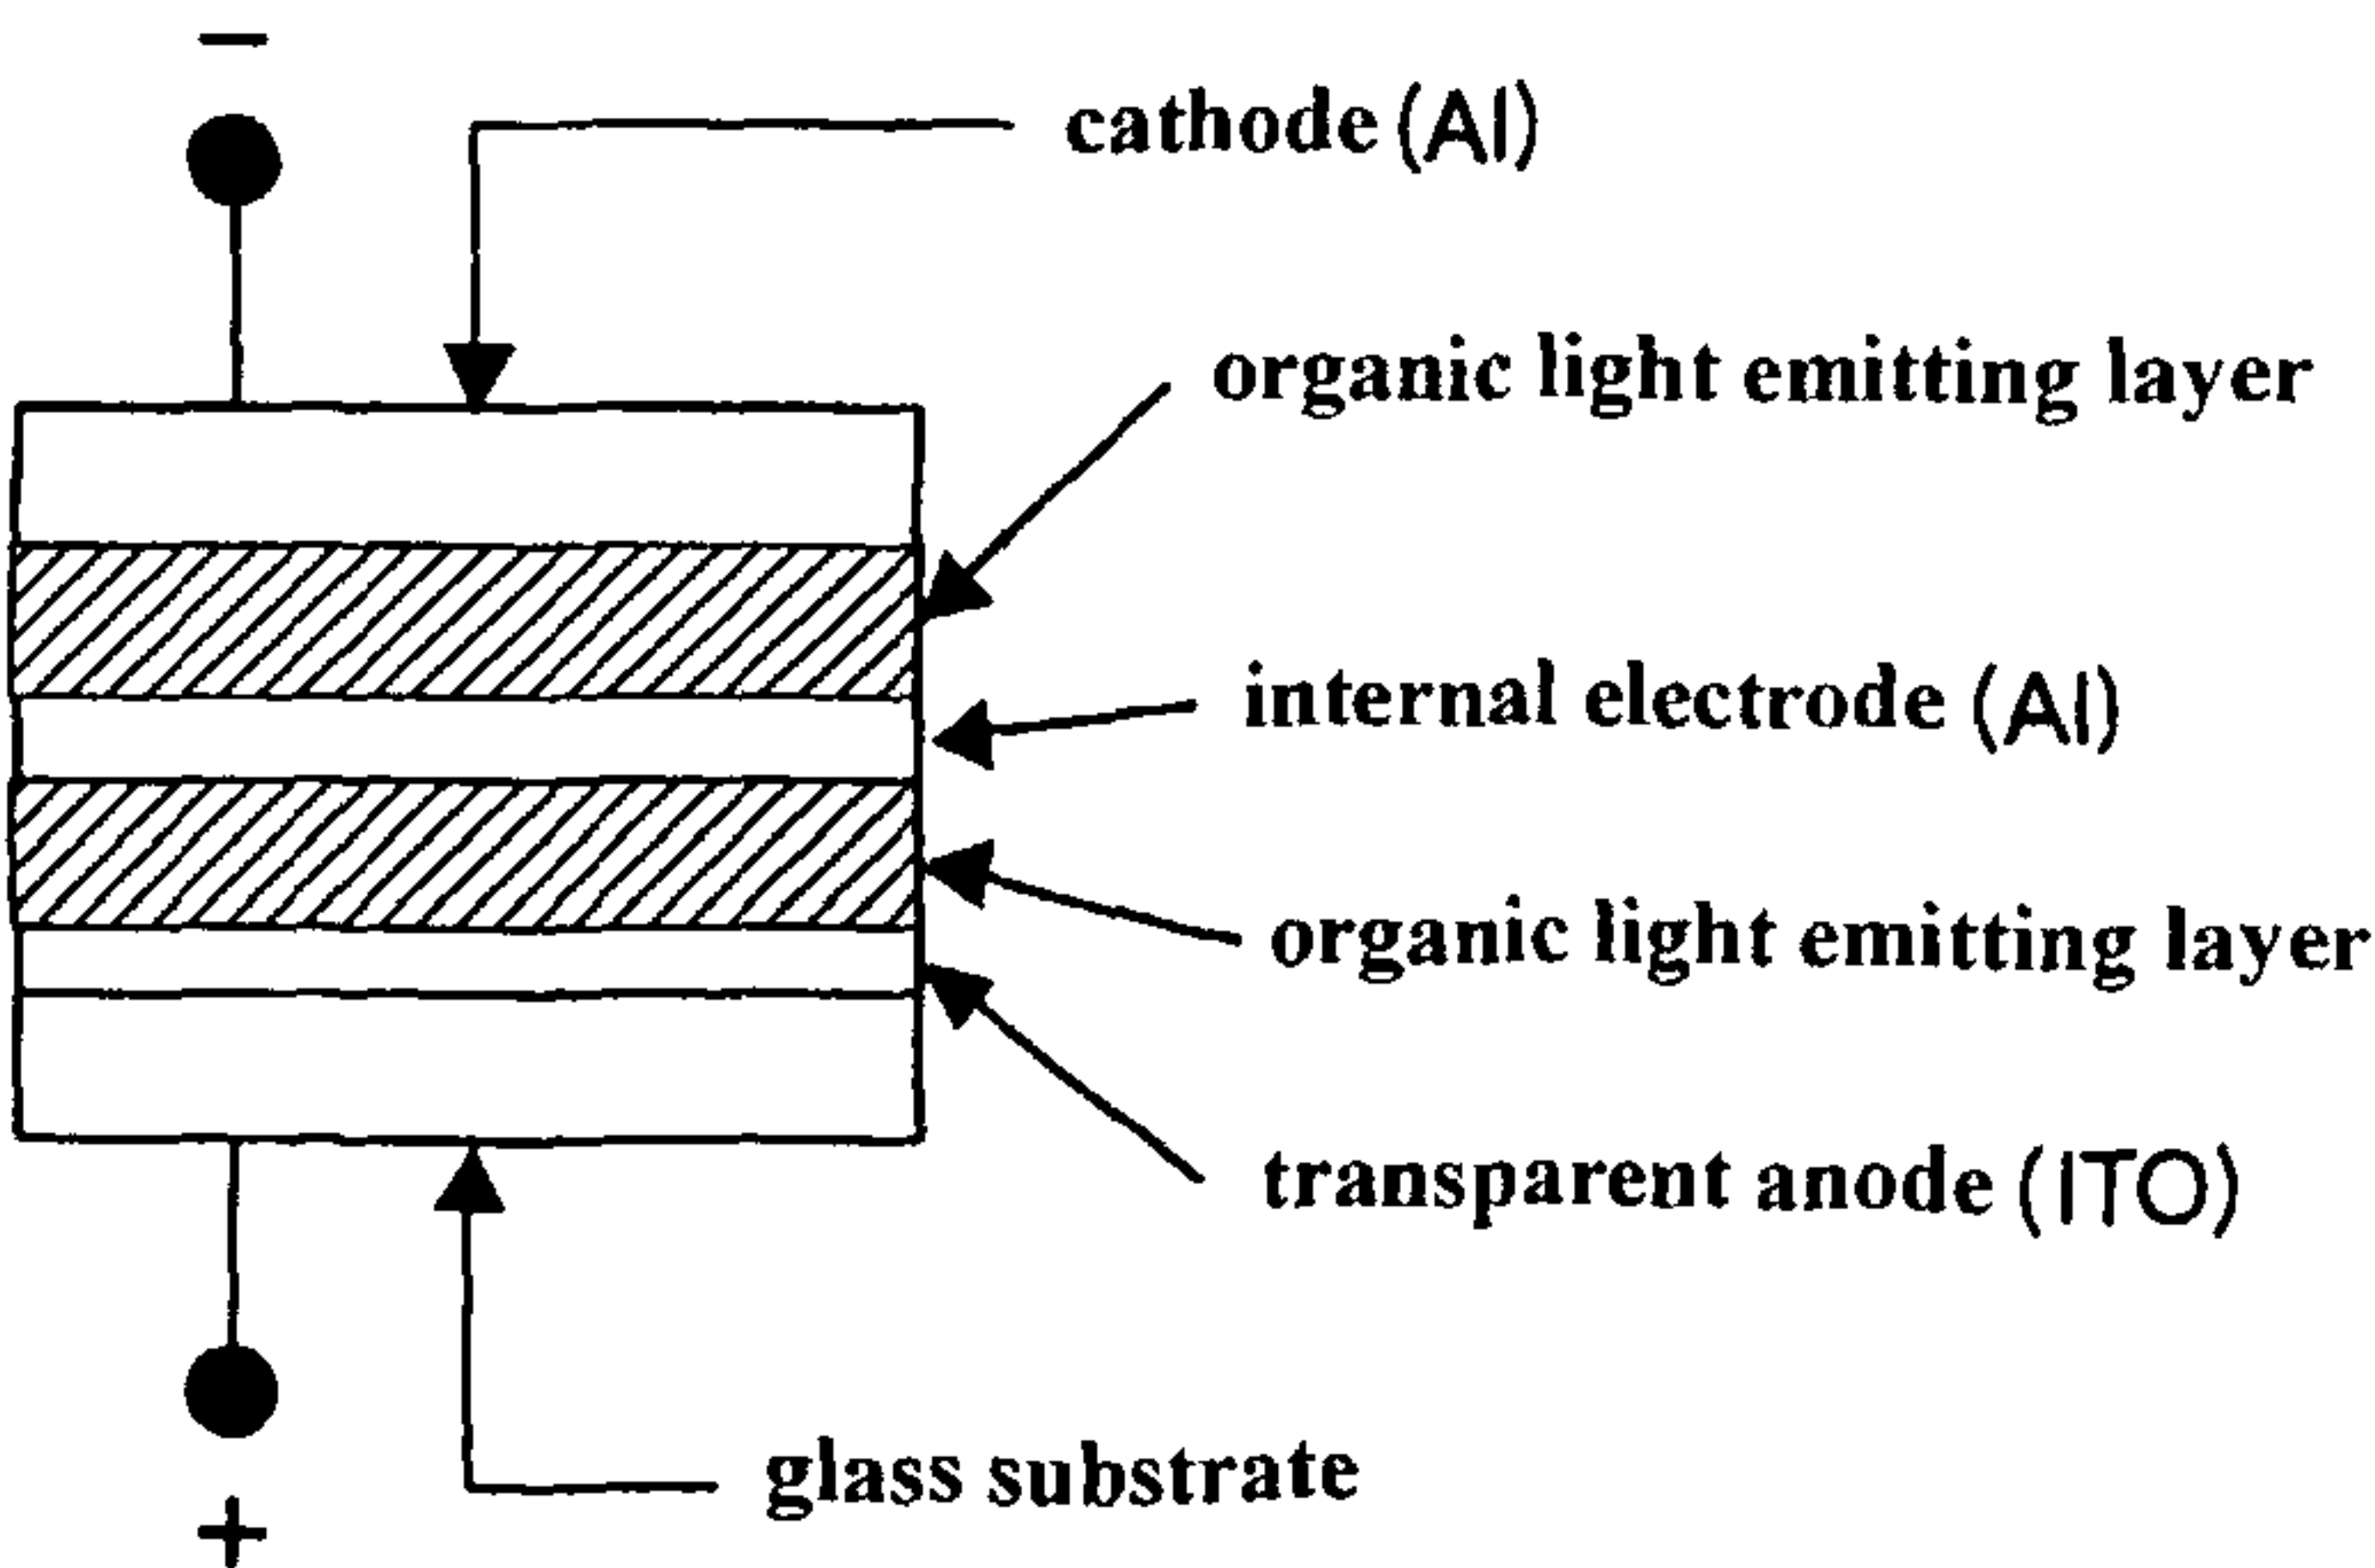 −
cathode (Al)
organic light emitting layer
internal electrode (Al)
organic light emitting layer
transparent anode (ITO)
glass substrate
+